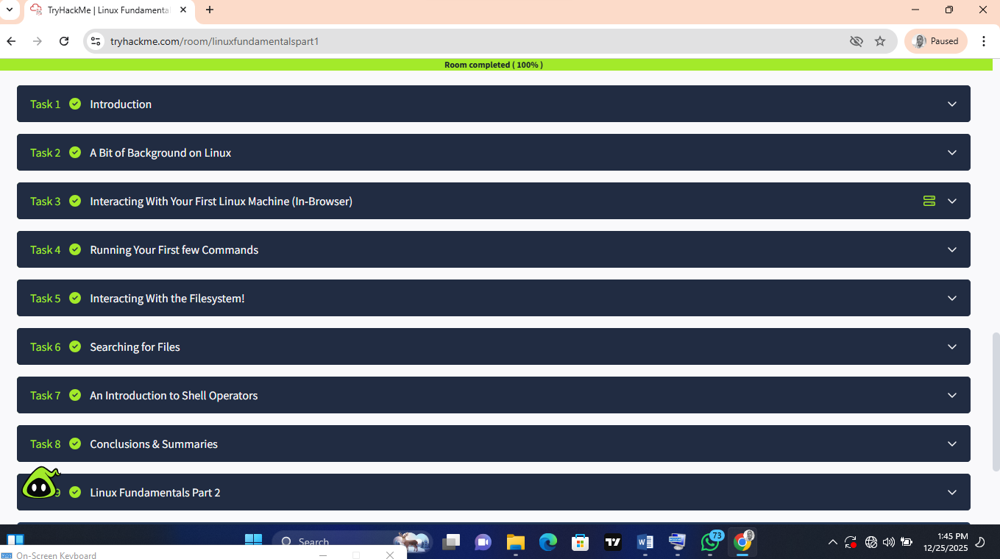 TryHackMe | Linux Fundamenta
tryhackme.com/room/linuxfundamentalspart1
Paused
Room completed ( 100% )
Task 1 Introduction
Task 2 A Bit of Background on Linux
Task 3 Interacting With Your First Linux Machine (In-Browser)
Task 4 Running Your First few Commands
Task 5 Interacting With the Filesystem!
Task 6 Searching for Files
Task 7 An Introduction to Shell Operators
Task 8 Conclusions & Summaries
9 Linux Fundamentals Part 2
Search
73
1:45 PM
12/25/2025
On-Screen Keyboard